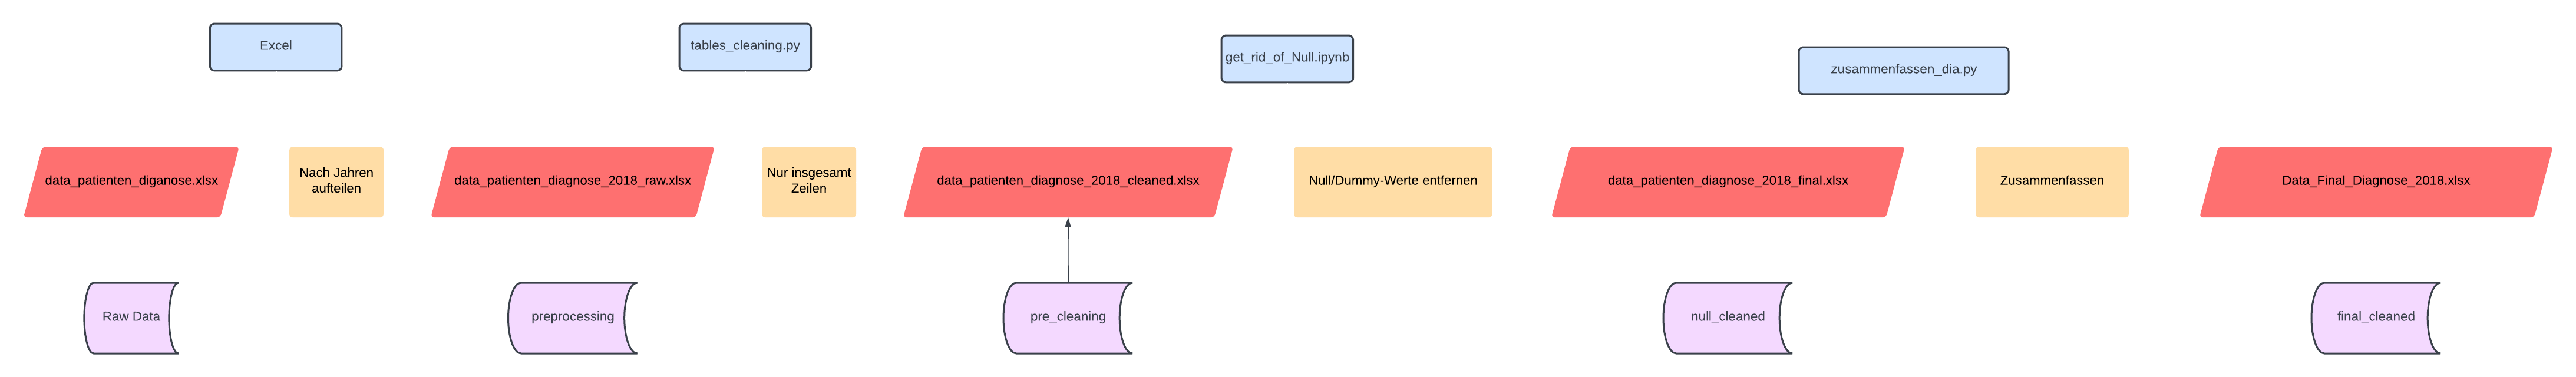 Excel
tables_cleaning.py
get_rid_of_Null.ipynb
zusammenfassen_dia.py
data_patienten_diganose.xlsx
Nach Jahren
aufteilen
data_patienten_diagnose_2018_raw.xlsx
Nur insgesamt
Zeilen
data_patienten_diagnose_2018_cleaned.xlsx
Null/Dummy-Werte entfernen
data_patienten_diagnose_2018_final.xlsx
Zusammenfassen
Data_Final_Diagnose_2018.xlsx
Raw Data
preprocessing
pre_cleaning
null_cleaned
final_cleaned